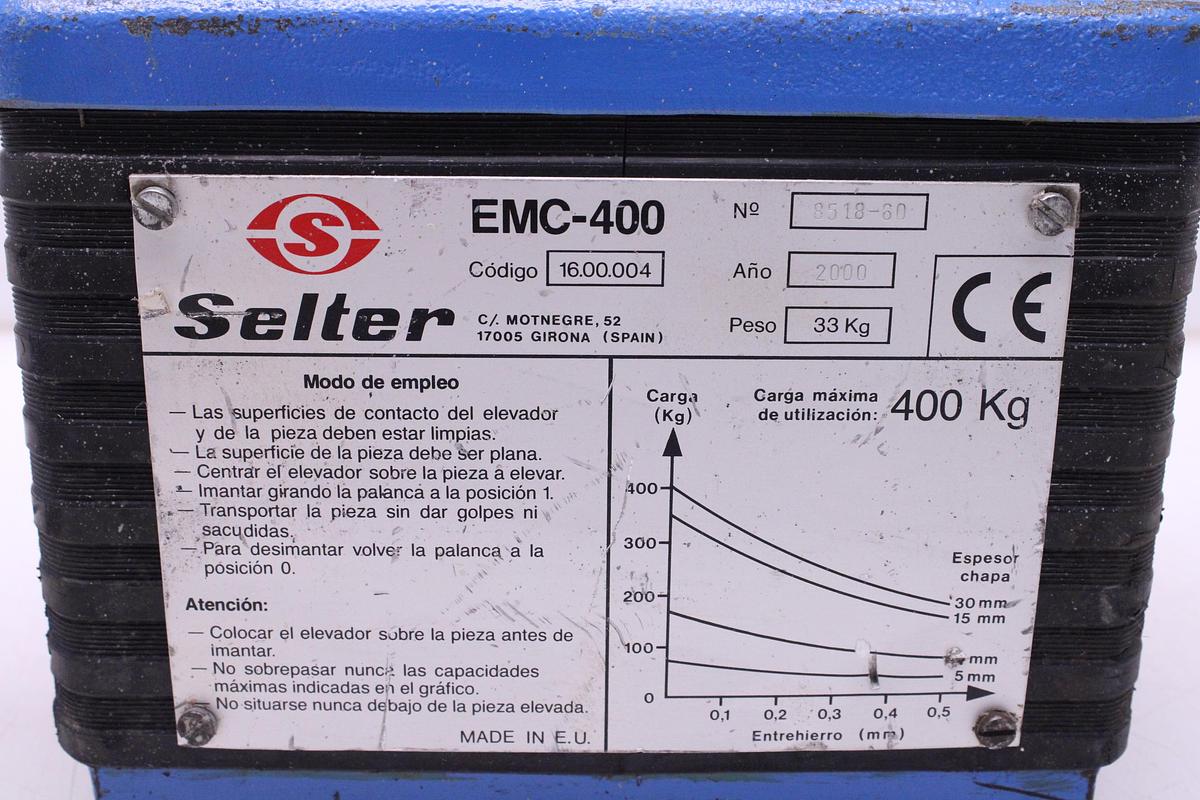 S
Selter
EMC-400
Código 16.00.004
C/. MOTNEGRE, 52
17005 GIRONA (SPAIN)
Nº 8518-60
Año 2000
Peso 33 Kg
CE
Modo de empleo
— Las superficies de contacto del elevador
y de la pieza deben estar limpias.
— La superficie de la pieza debe ser plana.
— Centrar el elevador sobre la pieza a elevar.
— Imantar girando la palanca a la posición 1.
— Transportar la pieza sin dar golpes ni
sacudidas.
— Para desimantar volver la palanca a la
posición 0.
Atención:
— Colocar el elevador sobre la pieza antes de
imantar.
— No sobrepasar nunca las capacidades
máximas indicadas en el gráfico.
— No situarse nunca debajo de la pieza elevada.
MADE IN E.U.
Carga
(Kg)
Carga máxima
de utilización: 400 Kg
400
300
200
100
0
Espesor
chapa
30 mm
15 mm
mm
5 mm
0,1 0,2 0,3 0,4 0,5
Entrehierro (mm)